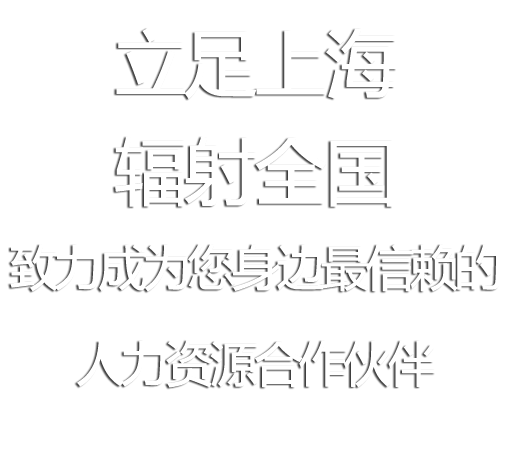 立足上海
辐射全国
致力成为您身边最信赖的
人力资源合作伙伴